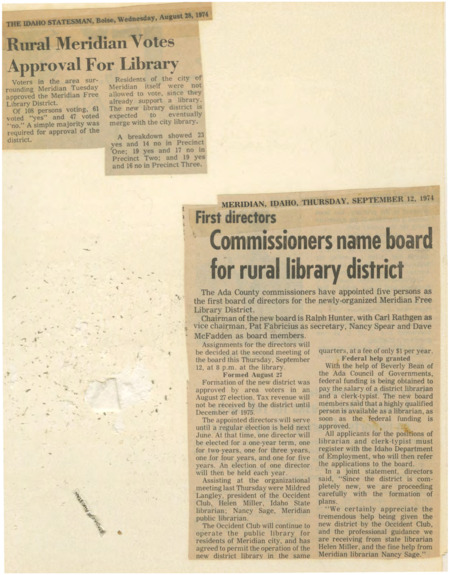 THE IDAHO STATESMAN, Boise, Wednesday, August 28, 1974
Rural Meridian Votes
Approval For Library
Voters in the area sur-
rounding Meridian Tuesday
approved the Meridian Free
Library District.
Of 108 persons voting, 61
voted "yes" and 47 voted
"no." A simple majority was
required for approval of the
district.
Residents of the city of
Meridian itself were not
allowed to vote, since they
already support a library.
The new library district is
expected to eventually
merge with the city library.
A breakdown showed 23
yes and 14 no in Precinct
One; 19 yes and 17 no in
Precinct Two; and 19 yes
and 16 no in Precinct Three.
MERIDIAN, IDAHO, THURSDAY, SEPTEMBER 12, 1974
First directors
Commissioners name board
for rural library district
The Ada County commissioners have appointed five persons as
the first board of directors for the newly-organized Meridian Free
Library District.
Chairman of the new board is Ralph Hunter, with Carl Rathgen as
vice chairman, Pat Fabricius as secretary, Nancy Spear and Dave
McFadden as board members.
Assignments for the directors will
be decided at the second meeting of
the board this Thursday, September
12, at 8 p.m. at the library.
Formed August 27
Formation of the new district was
approved by area voters in an
August 27 election. Tax revenue will
not be received by the district until
December of 1975.
The appointed directors will serve
until a regular election is held next
June. At that time, one director will
be elected for a one-year term, one
for two-years, one for three years,
one for four years, and one for five
years. An election of one director
will then be held each year.
Assisting at the organizational
meeting last Thursday were Mildred
Langley, president of the Occident
Club, Helen Miller, Idaho State
librarian; Nancy Sage, Meridian
public librarian.
The Occident Club will continue to
operate the public library for
residents of Meridian city, and has
agreed to permit the operation of the
new district library in the same
quarters, at a fee of only $1 per year.
Federal help granted
With the help of Beverly Bean of
the Ada Council of Governments,
federal funding is being obtained to
pay the salary of a district librarian
and a clerk-typist. The new board
members said that a highly qualified
person is available as a librarian, as
soon as the federal funding is
approved.
All applicants for the positions of
librarian and clerk-typist must
register with the Idaho Department
of Employment, who will then refer
the applications to the board.
In a joint statement, directors
said, "Since the district is com-
pletely new, we are proceeding
carefully with the formation of
plans.
"We certainly appreciate the
tremendous help being given the
new district by the Occident Club,
and the professional guidance we
are receiving from state librarian
Helen Miller, and the fine help from
Meridian librarian Nancy Sage."